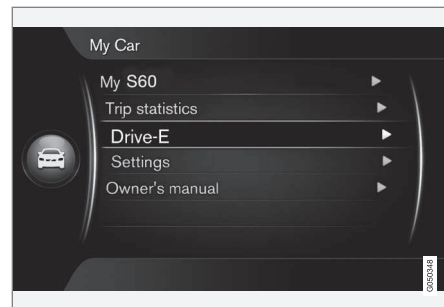 My Car
My S60
Trip statistics
Drive-E
Settings
Owner's manual
G050348